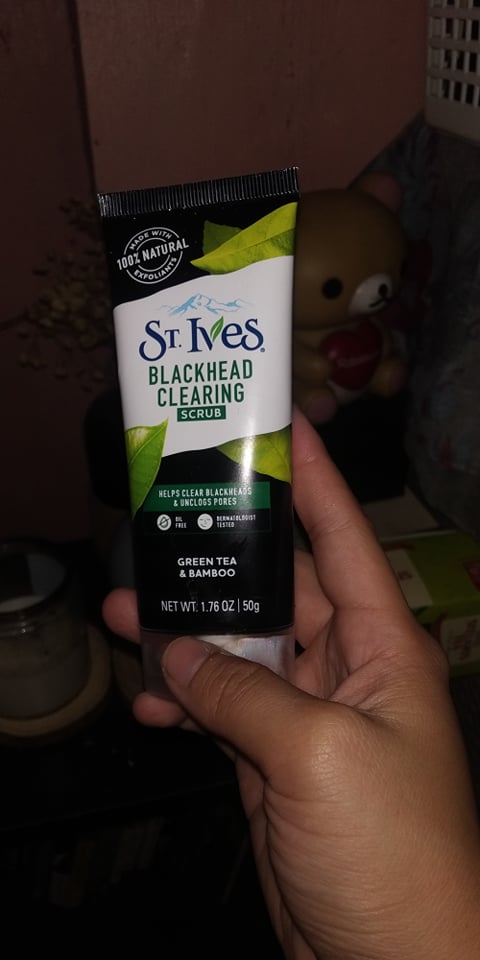 MADE WITH
100% NATURAL
EXFOLIANTS
ST. IVES®
BLACKHEAD
CLEARING
SCRUB
HELPS CLEAR BLACKHEADS
& UNCLOGS PORES
OIL
FREE
DERMATOLOGIST
TESTED
GREEN TEA
& BAMBOO
NET WT. 1.76 OZ | 50g